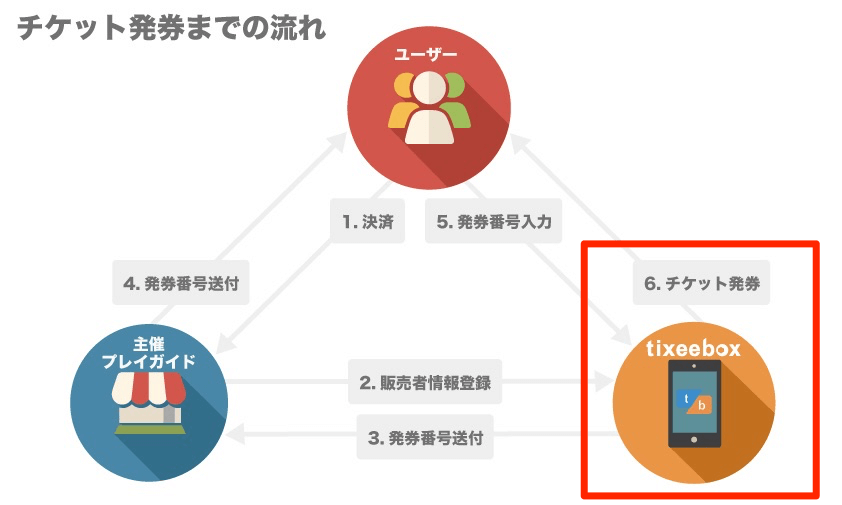 チケット発券までの流れ
ユーザー
1. 決済
5. 発券番号入力
4. 発券番号送付
6. チケット発券
主催
プレイガイド
tixeebox
2. 販売者情報登録
t
b
3. 発券番号送付